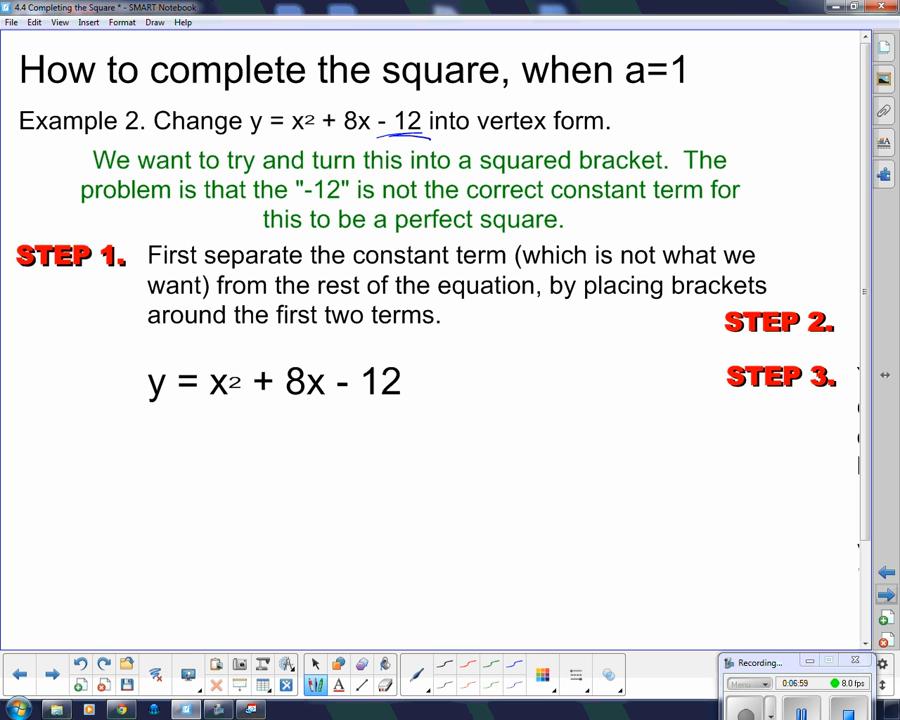 4.4 Completing the Square * - SMART Notebook
File Edit View Insert Format Draw Help
How to complete the square, when a=1
Example 2. Change y = x² + 8x - 12 into vertex form.
We want to try and turn this into a squared bracket. The
problem is that the "-12" is not the correct constant term for
this to be a perfect square.
STEP 1. First separate the constant term (which is not what we
want) from the rest of the equation, by placing brackets
around the first two terms.
STEP 2.
y = x² + 8x - 12
STEP 3.
Recording...
Menu
0:06:59
8.0 fps